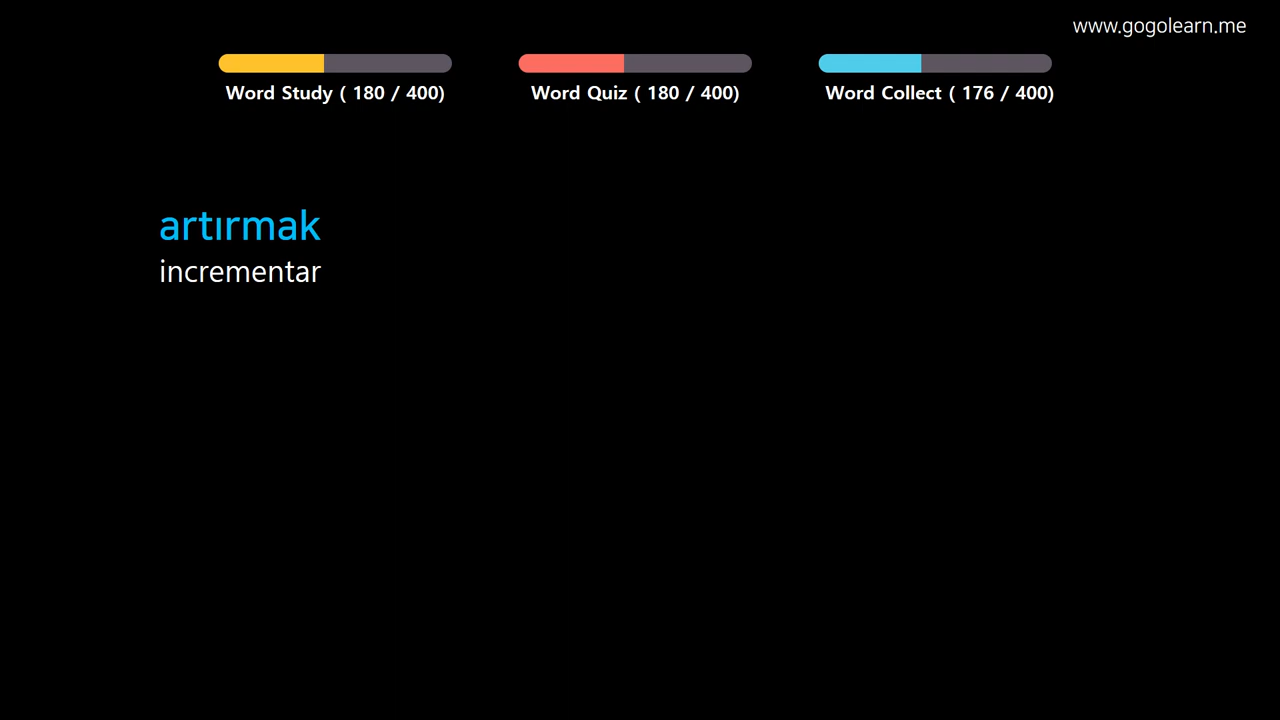 www.gogolearn.me
Word Study ( 180 / 400)
Word Quiz ( 180 / 400)
Word Collect ( 176 / 400)
artırmak
incrementar